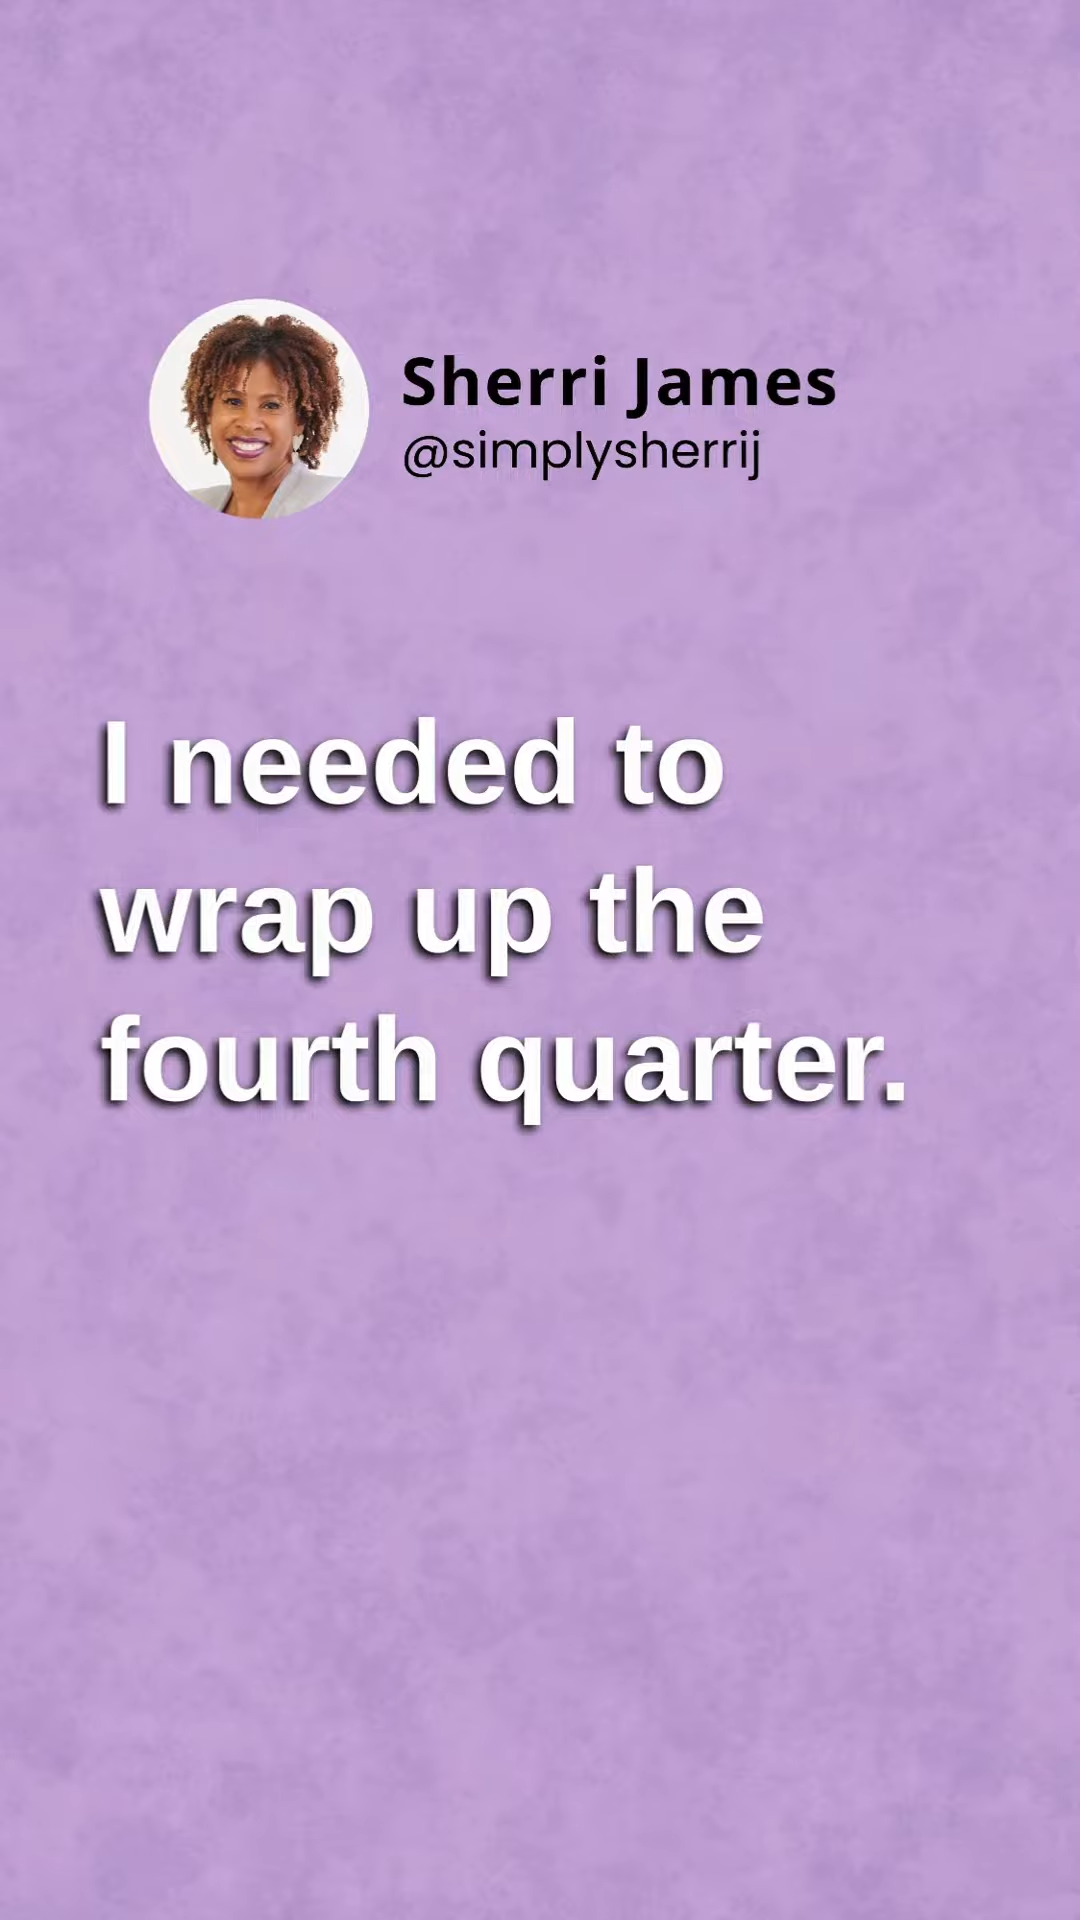 Sherri James
@simplysherrij
I needed to
wrap up the
fourth quarter.